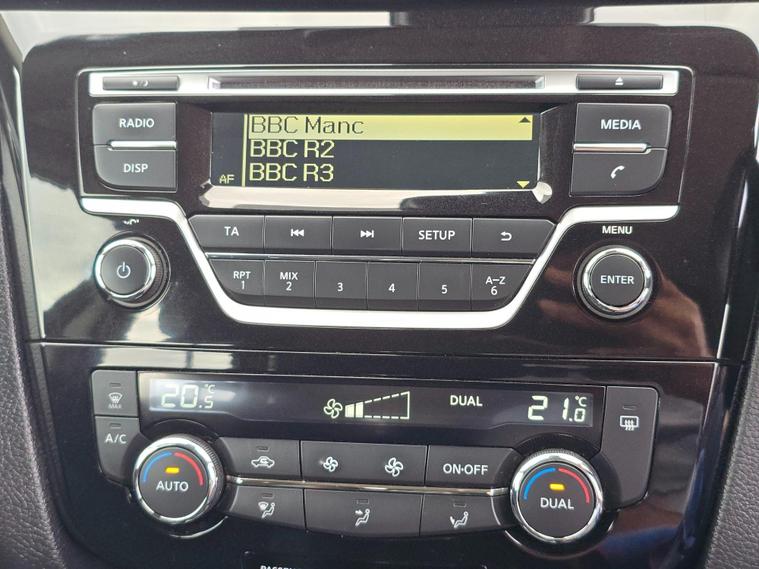 RADIO
DISP
BBC Manc
BBC R2
AF BBC R3
MEDIA
TA
SETUP
MENU
RPT 1
MIX 2
3
4
5
A-Z 6
ENTER
MAX
A/C
20.5 °C
DUAL
21.0 °C
AUTO
ON·OFF
DUAL